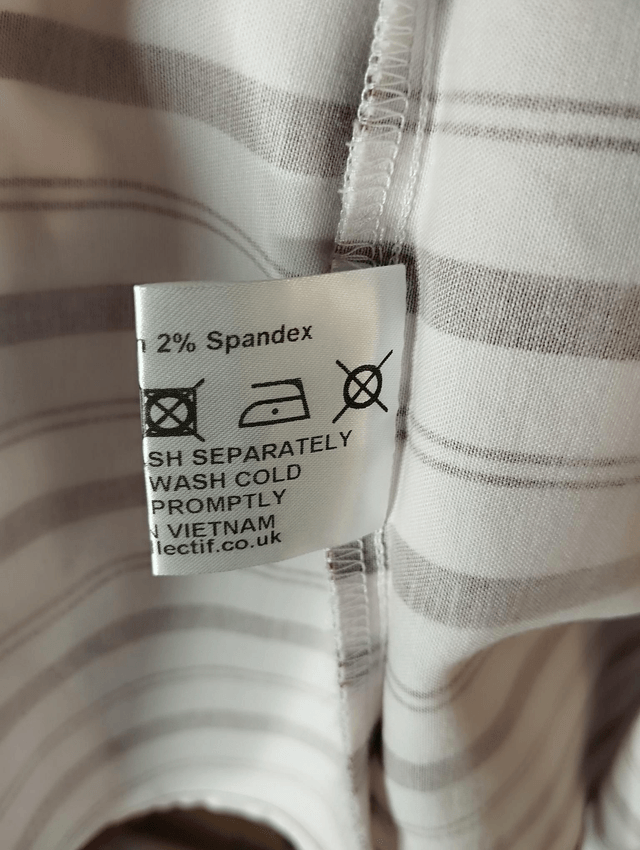 2% Spandex
SH SEPARATELY
WASH COLD
PROMPTLY
VIETNAM
lectif.co.uk